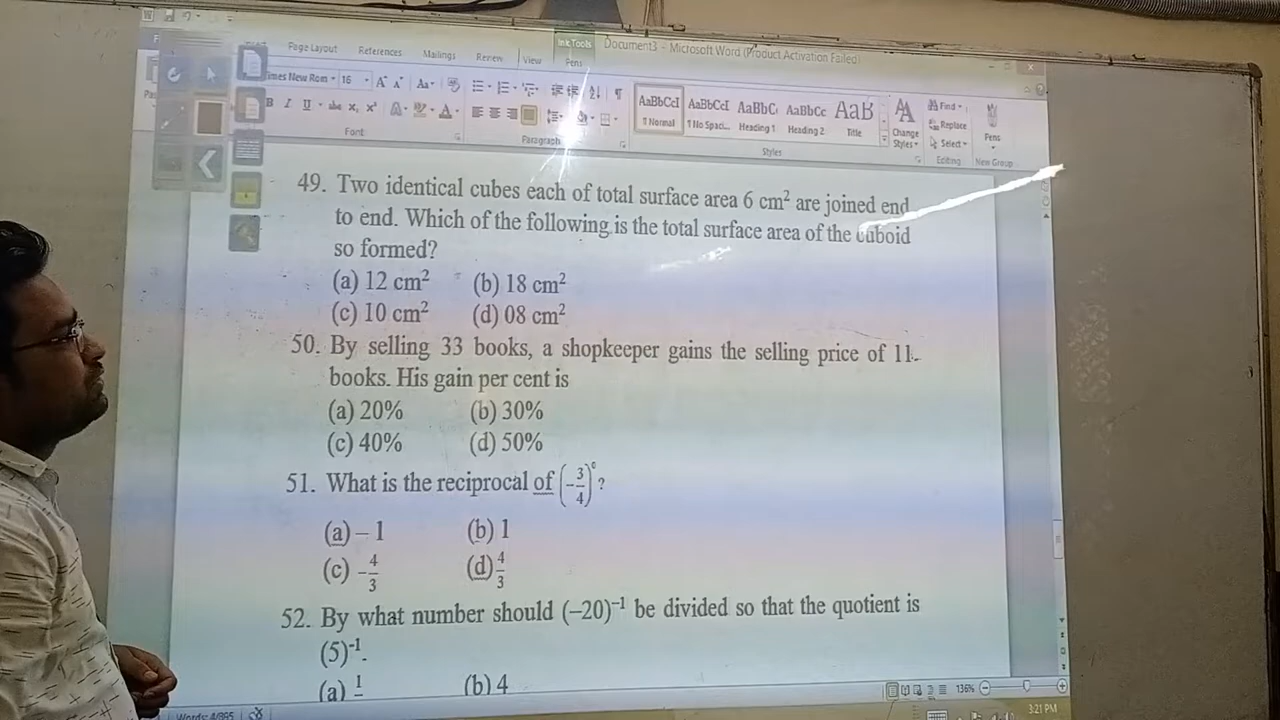 Document3 - Microsoft Word (Product Activation Failed)
Ink Tools
Page Layout References Mailings Review View Pens
16
Font
Paragraph
AaBbCcI AaBbCcI AaBbC AaBbCc AaB
¶ Normal ¶ No Spaci... Heading 1 Heading 2 Title
Change Styles
Styles
Find
Replace
Select
Editing
Pens
New Group
49. Two identical cubes each of total surface area 6 cm² are joined end
to end. Which of the following is the total surface area of the cuboid
so formed?
(a) 12 cm² (b) 18 cm²
(c) 10 cm² (d) 08 cm²
50. By selling 33 books, a shopkeeper gains the selling price of 11
books. His gain per cent is
(a) 20% (b) 30%
(c) 40% (d) 50%
51. What is the reciprocal of (-3/4)⁰ ?
(a) – 1 (b) 1
(c) -4/3 (d) 4/3
52. By what number should (–20)⁻¹ be divided so that the quotient is
(5)⁻¹.
(a) 1 (b) 4
136%
3:21 PM